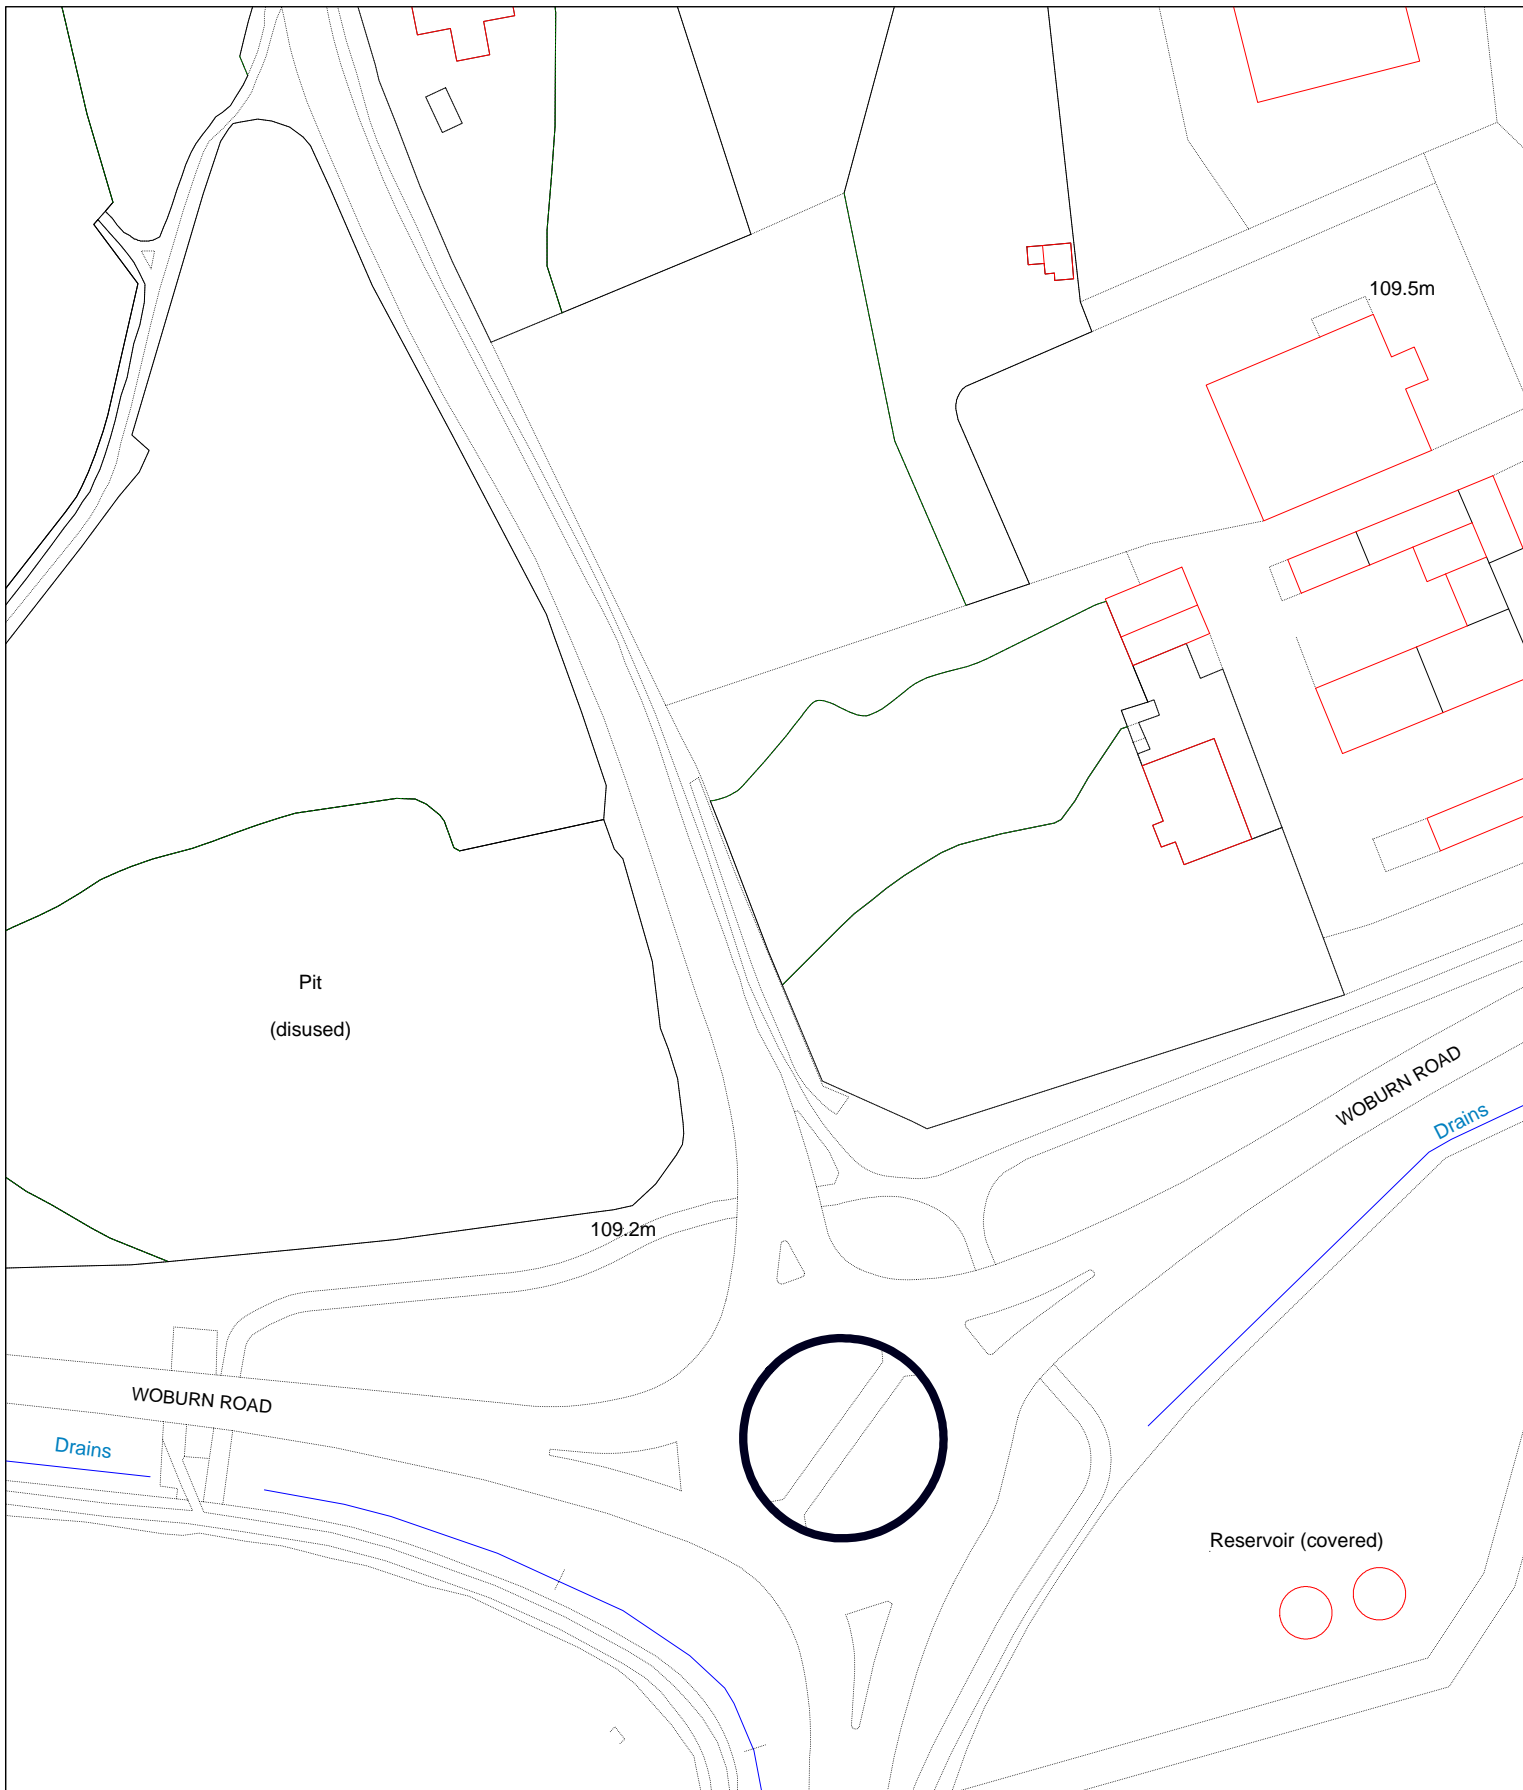 109.5m
Pit
(disused)
WOBURN ROAD
Drains
109.2m
WOBURN ROAD
Drains
Reservoir (covered)